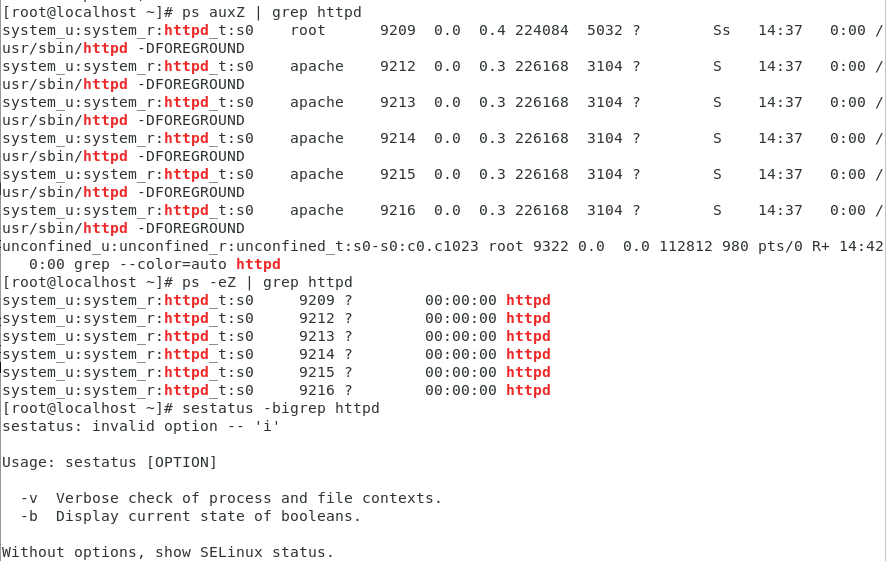 [root@localhost ~]# ps auxZ | grep httpd
system_u:system_r:httpd_t:s0    root      9209  0.0  0.4 224084  5032 ?        Ss   14:37   0:00 /
usr/sbin/httpd -DFOREGROUND
system_u:system_r:httpd_t:s0    apache    9212  0.0  0.3 226168  3104 ?        S    14:37   0:00 /
usr/sbin/httpd -DFOREGROUND
system_u:system_r:httpd_t:s0    apache    9213  0.0  0.3 226168  3104 ?        S    14:37   0:00 /
usr/sbin/httpd -DFOREGROUND
system_u:system_r:httpd_t:s0    apache    9214  0.0  0.3 226168  3104 ?        S    14:37   0:00 /
usr/sbin/httpd -DFOREGROUND
system_u:system_r:httpd_t:s0    apache    9215  0.0  0.3 226168  3104 ?        S    14:37   0:00 /
usr/sbin/httpd -DFOREGROUND
system_u:system_r:httpd_t:s0    apache    9216  0.0  0.3 226168  3104 ?        S    14:37   0:00 /
usr/sbin/httpd -DFOREGROUND
unconfined_u:unconfined_r:unconfined_t:s0-s0:c0.c1023 root 9322 0.0  0.0 112812 980 pts/0 R+ 14:42
   0:00 grep --color=auto httpd
[root@localhost ~]# ps -eZ | grep httpd
system_u:system_r:httpd_t:s0     9209 ?        00:00:00 httpd
system_u:system_r:httpd_t:s0     9212 ?        00:00:00 httpd
system_u:system_r:httpd_t:s0     9213 ?        00:00:00 httpd
system_u:system_r:httpd_t:s0     9214 ?        00:00:00 httpd
system_u:system_r:httpd_t:s0     9215 ?        00:00:00 httpd
system_u:system_r:httpd_t:s0     9216 ?        00:00:00 httpd
[root@localhost ~]# sestatus -bigrep httpd
sestatus: invalid option -- 'i'

Usage: sestatus [OPTION]

  -v  Verbose check of process and file contexts.
  -b  Display current state of booleans.

Without options, show SELinux status.